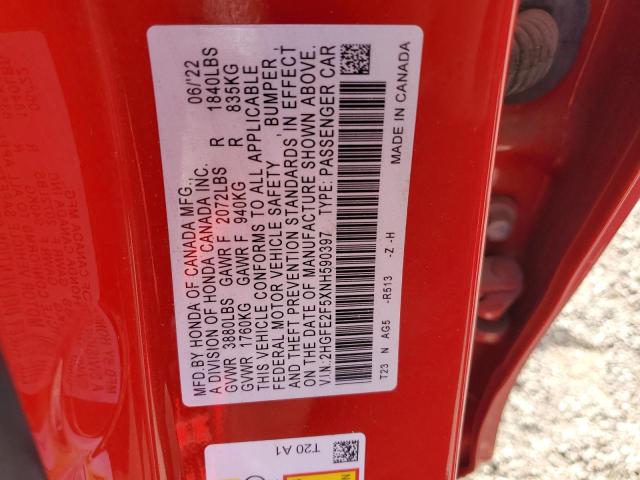 MFD.BY HONDA OF CANADA MFG., 06/'22
A DIVISION OF HONDA CANADA INC.
GVWR 3880LBS GAWR F 2072LBS R 1840LBS
GVWR 1760KG GAWR F 940KG R 835KG
THIS VEHICLE CONFORMS TO ALL APPLICABLE
FEDERAL MOTOR VEHICLE SAFETY, BUMPER,
AND THEFT PREVENTION STANDARDS IN EFFECT
ON THE DATE OF MANUFACTURE SHOWN ABOVE.
V.I.N.:2HGFE2F5XNH590397 TYPE: PASSENGER CAR
T23 N AG5 -R513 -Z -H
MADE IN CANADA
T20 A1